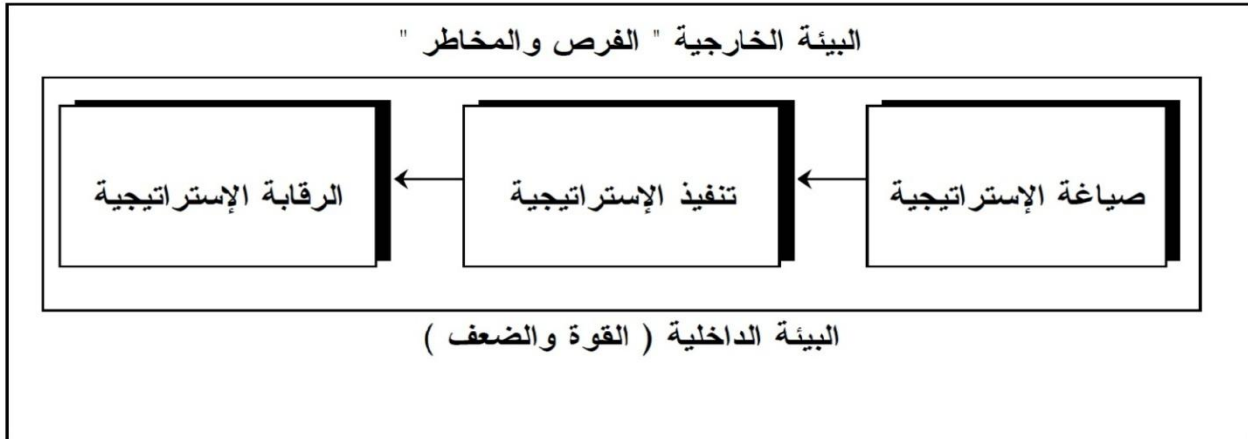 البيئة الخارجية " الفرص والمخاطر "
صياغة الإستراتيجية
تنفيذ الإستراتيجية
الرقابة الإستراتيجية
البيئة الداخلية ( القوة والضعف )